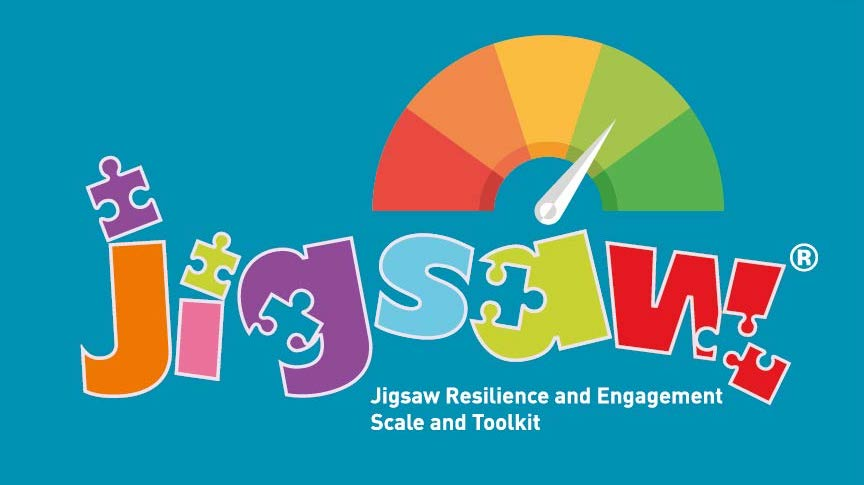 jigsaw®
Jigsaw Resilience and Engagement
Scale and Toolkit